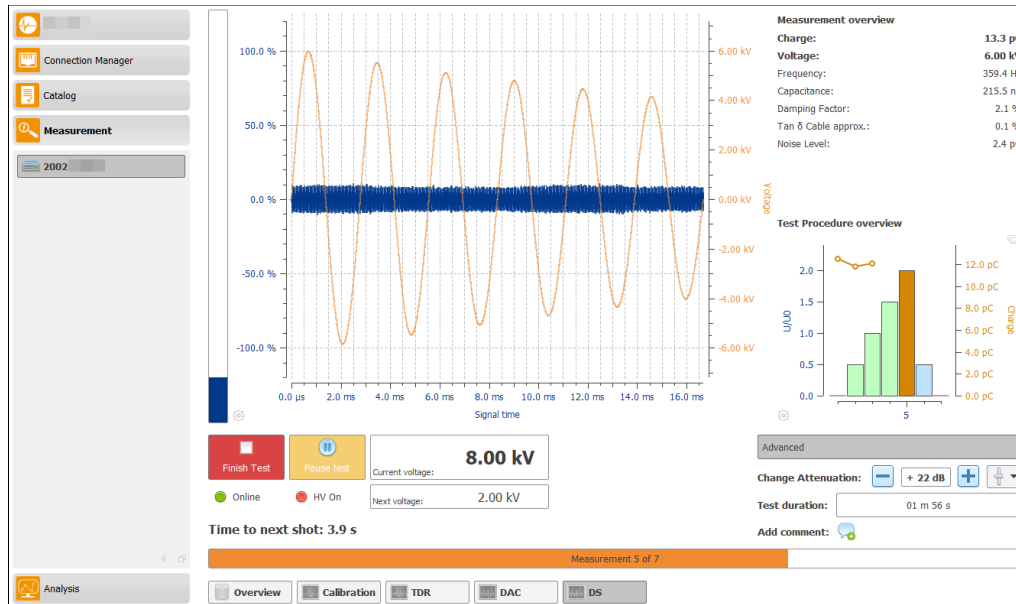 Connection Manager
Catalog
Measurement
2002
Analysis
100.0 %
50.0 %
0.0 %
-50.0 %
-100.0 %
6.00 kV
4.00 kV
2.00 kV
0.00 kV
-2.00 kV
-4.00 kV
-6.00 kV
Voltage
0.0 µs 2.0 ms 4.0 ms 6.0 ms 8.0 ms 10.0 ms 12.0 ms 14.0 ms 16.0 ms
Signal time
Measurement overview
Charge: 13.3 p
Voltage: 6.00 kV
Frequency: 359.4 H
Capacitance: 215.5 n
Damping Factor: 2.1 %
Tan δ Cable approx.: 0.1 %
Noise Level: 2.4 p
Test Procedure overview
2.0
1.5
1.0
0.5
0.0
U/U0
12.0 pC
10.0 pC
8.0 pC
6.0 pC
4.0 pC
2.0 pC
0.0 pC
Charge
5
Finish Test
Pause test
Current voltage: 8.00 kV
Online
HV On
Next voltage: 2.00 kV
Time to next shot: 3.9 s
Advanced
Change Attenuation: + 22 dB
Test duration: 01 m 56 s
Add comment:
Measurement 5 of 7
Overview
Calibration
TDR
DAC
DS